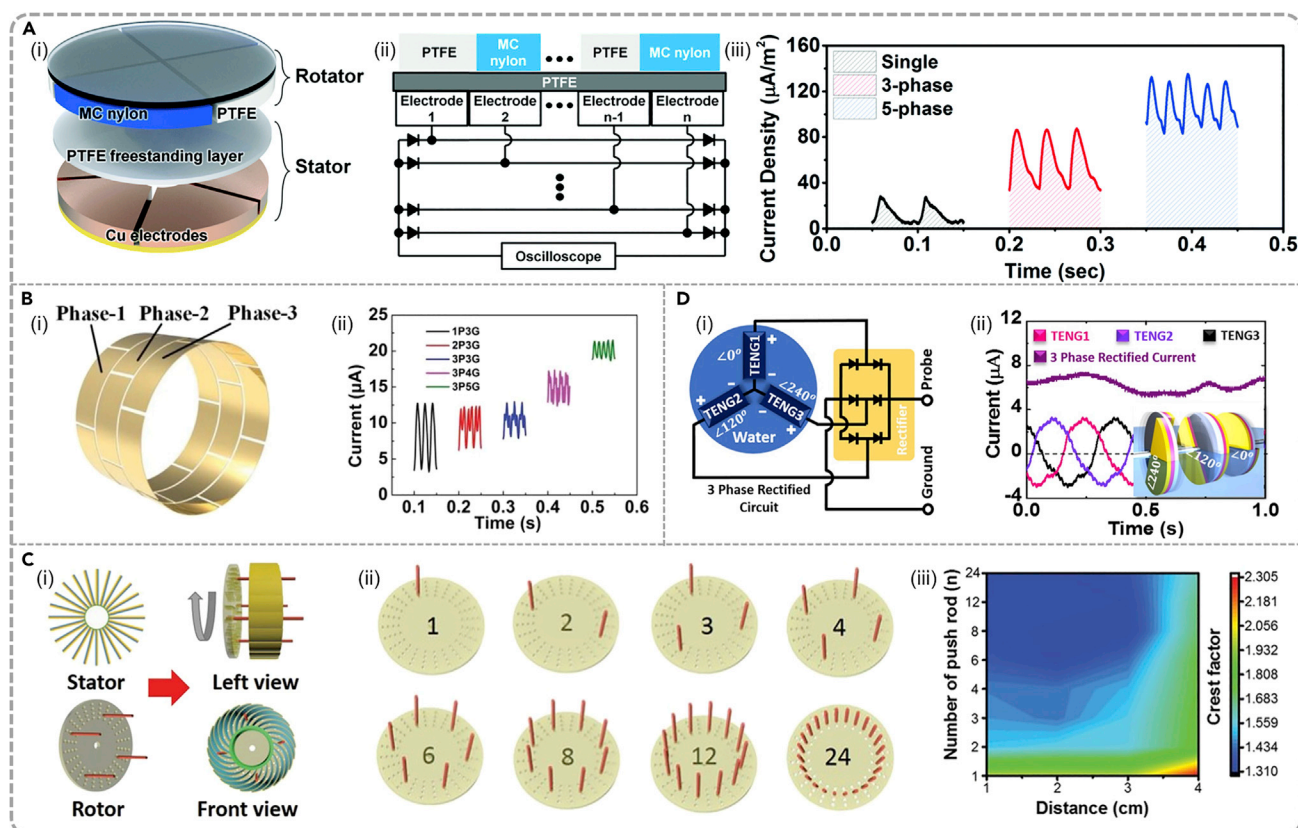 A
(i)
Rotator
MC nylon
PTFE
PTFE freestanding layer
Stator
Cu electrodes
(ii)
PTFE
MC
nylon
PTFE
MC nylon
PTFE
Electrode
1
Electrode
2
Electrode
n-1
Electrode
n
Oscilloscope
(iii)
Current Density (µA/m²)
160
120
80
40
0
Single
3-phase
5-phase
0.0
0.1
0.2
0.3
0.4
0.5
Time (sec)
B
(i)
Phase-1
Phase-2
Phase-3
(ii)
Current (µA)
25
20
15
10
5
0
1P3G
2P3G
3P3G
3P4G
3P5G
0.1
0.2
0.3
0.4
0.5
0.6
Time (s)
D
(i)
TENG1
∠0º
TENG2
∠120º
TENG3
∠240º
+
−
+
−
−
+
Water
Rectifier
Probe
Ground
3 Phase Rectified
Circuit
(ii)
Current (µA)
12
8
4
0
-4
TENG1
TENG2
TENG3
3 Phase Rectified Current
∠240º
∠120º
∠0º
0.0
0.5
1.0
Time (s)
C
(i)
Stator
Left view
Rotor
Front view
(ii)
1
2
3
4
6
8
12
24
(iii)
Number of push rod (n)
24
12
8
6
4
3
2
1
1
2
3
4
Distance (cm)
Crest factor
2.305
2.181
2.056
1.932
1.808
1.683
1.559
1.434
1.310